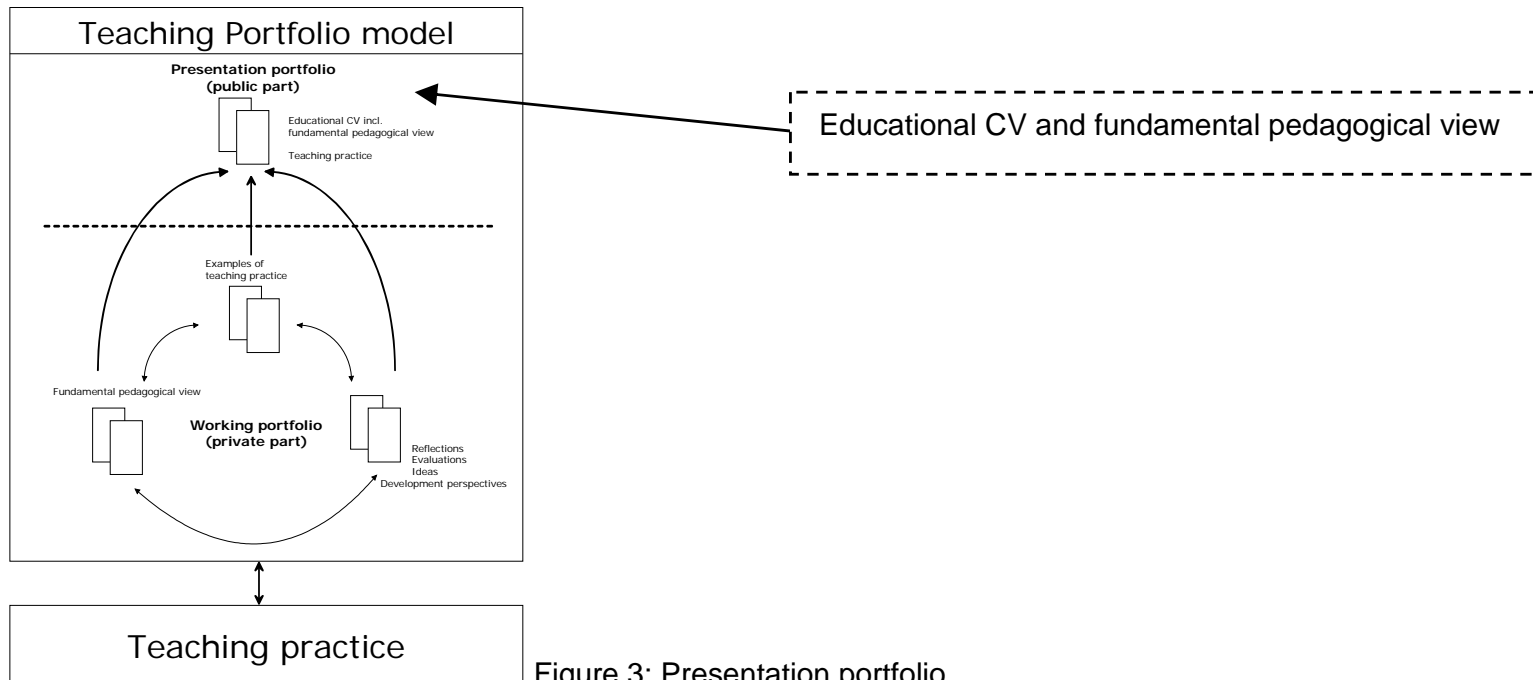 Teaching Portfolio model
Presentation portfolio
(public part)
Educational CV incl.
fundamental pedagogical view
Teaching practice
Educational CV and fundamental pedagogical view
Examples of
teaching practice
Fundamental pedagogical view
Working portfolio
(private part)
Reflections
Evaluations
Ideas
Development perspectives
Teaching practice
Figure 3: Presentation portfolio